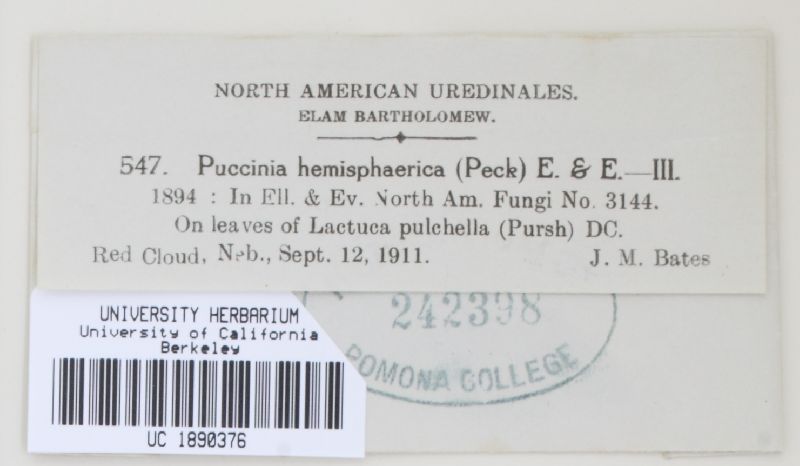 NORTH AMERICAN UREDINALES.
ELAM BARTHOLOMEW.
547. Puccinia hemisphaerica (Peck) E. & E.—III.
1894 : In Ell. & Ev. North Am. Fungi No. 3144.
On leaves of Lactuca pulchella (Pursh) DC.
Red Cloud, Neb., Sept. 12, 1911. J. M. Bates
242398
POMONA COLLEGE
UNIVERSITY HERBARIUM
University of California
Berkeley
UC 1890376